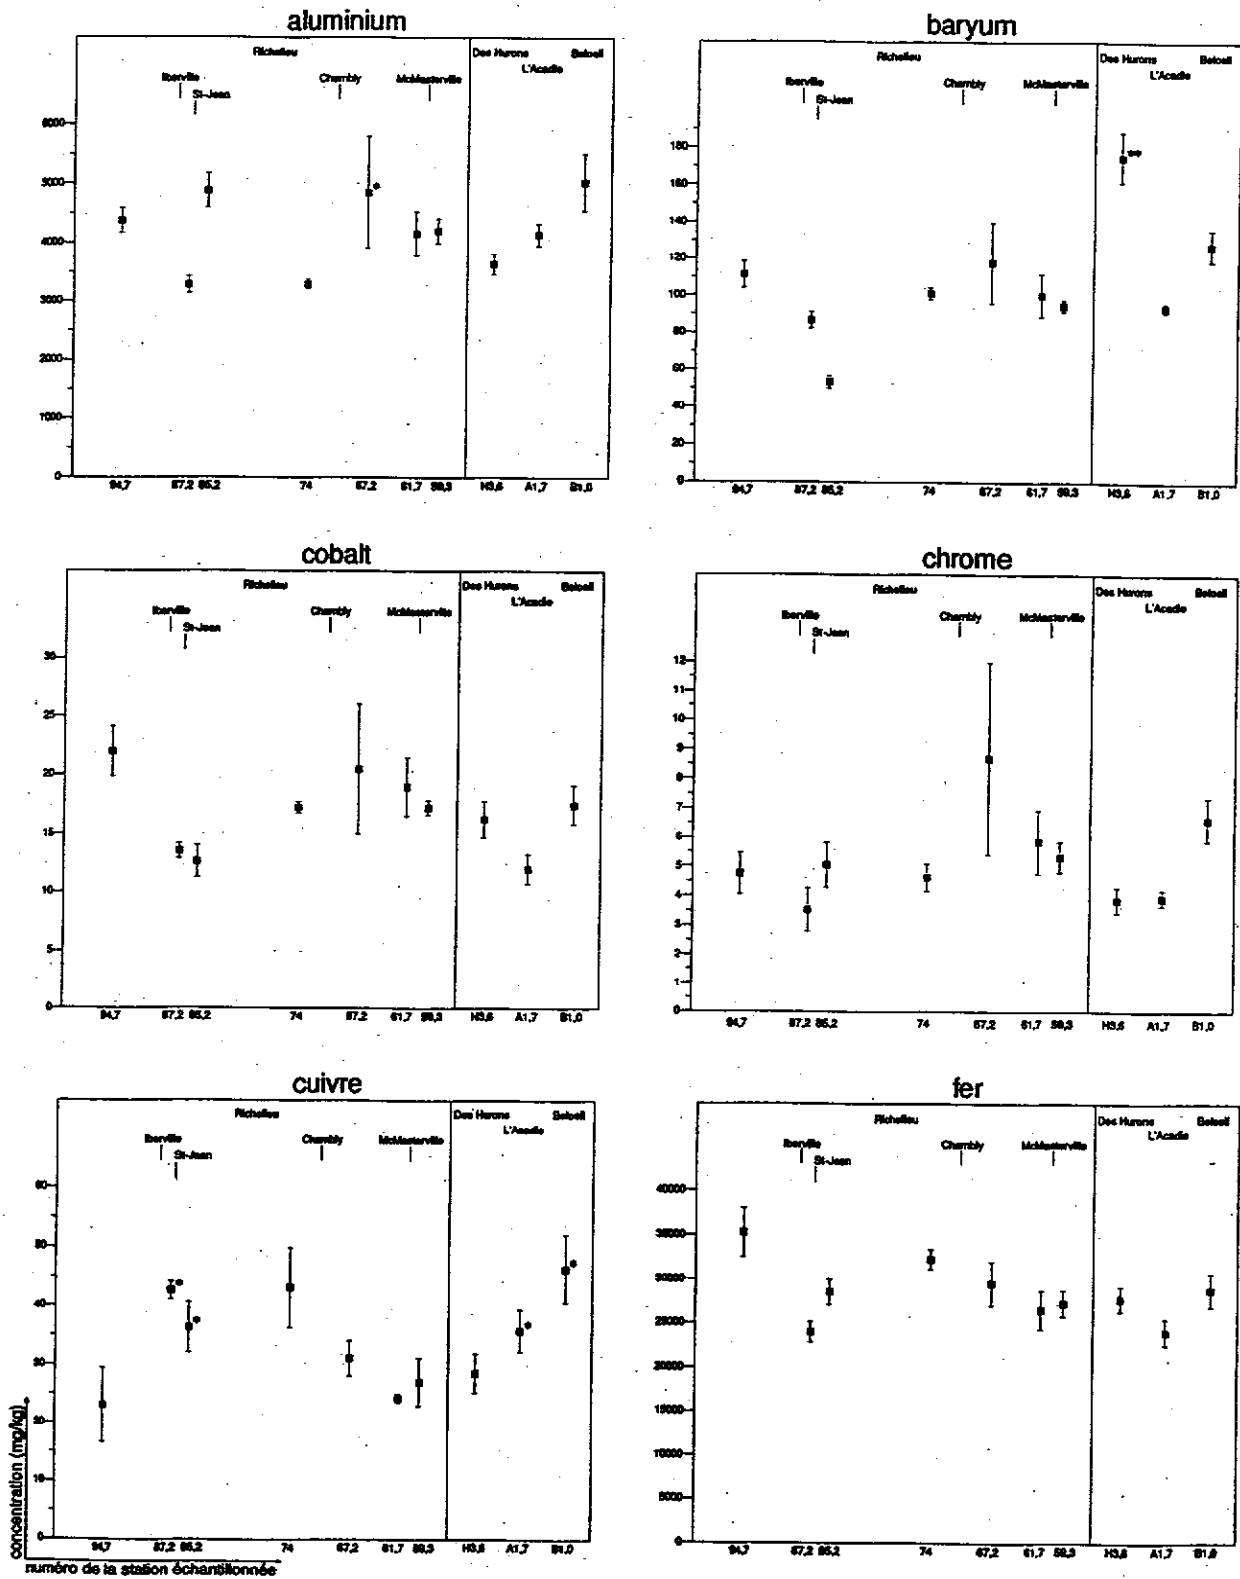 aluminium
Richelieu
Des Hurons
Beloeil
L'Acadie
Iberville
St-Jean
Chambly
McMasterville
6000
5000
4000
3000
2000
1000
0
94,7 87,2 85,2 74 67,2 61,7 59,3 H3,6 A1,7 B1,0
baryum
Richelieu
Des Hurons
Beloeil
L'Acadie
Iberville
St-Jean
Chambly
McMasterville
180
160
140
120
100
80
60
40
20
0
**
94,7 87,2 85,2 74 67,2 61,7 59,3 H3,6 A1,7 B1,0
cobalt
Richelieu
Des Hurons
Beloeil
L'Acadie
Iberville
St-Jean
Chambly
McMasterville
30
25
20
15
10
5
0
94,7 87,2 85,2 74 67,2 61,7 59,3 H3,6 A1,7 B1,0
chrome
Richelieu
Des Hurons
Beloeil
L'Acadie
Iberville
St-Jean
Chambly
McMasterville
12
11
10
9
8
7
6
5
4
3
2
1
0
94,7 87,2 85,2 74 67,2 61,7 59,3 H3,6 A1,7 B1,0
cuivre
Richelieu
Des Hurons
Beloeil
L'Acadie
Iberville
St-Jean
Chambly
McMasterville
60
50
40
30
20
10
0
94,7 87,2 85,2 74 67,2 61,7 59,3 H3,6 A1,7 B1,0
concentration (mg/kg)
numéro de la station échantillonnée
fer
Richelieu
Des Hurons
Beloeil
L'Acadie
Iberville
St-Jean
Chambly
McMasterville
40000
35000
30000
25000
20000
15000
10000
5000
0
94,7 87,2 85,2 74 67,2 61,7 59,3 H3,6 A1,7 B1,0